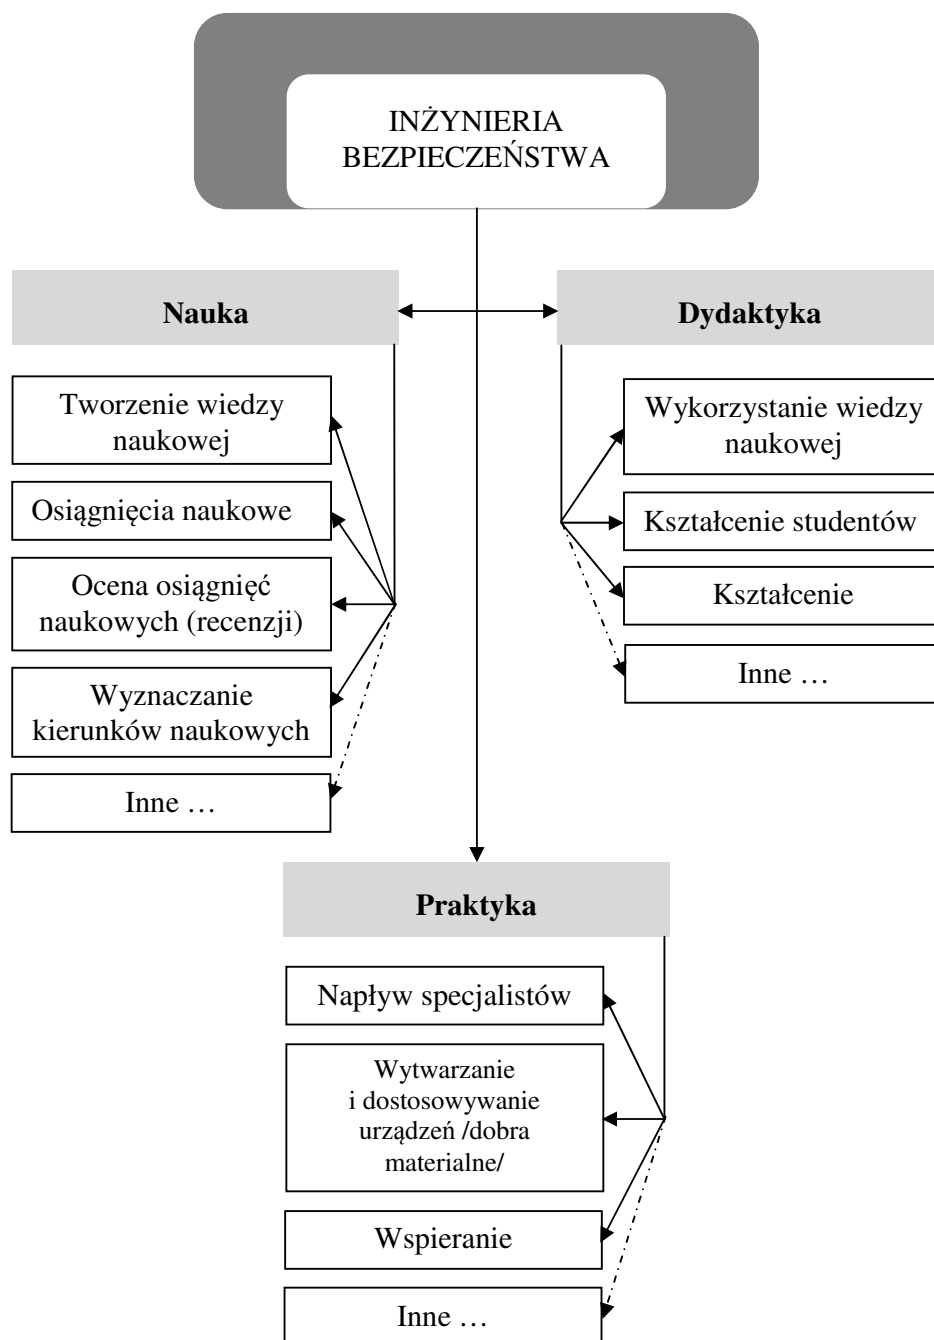 INŻYNIERIA
BEZPIECZEŃSTWA
Nauka
Tworzenie wiedzy
naukowej
Osiągnięcia naukowe
Ocena osiągnięć
naukowych (recenzji)
Wyznaczanie
kierunków naukowych
Inne …
Dydaktyka
Wykorzystanie wiedzy
naukowej
Kształcenie studentów
Kształcenie
Inne …
Praktyka
Napływ specjalistów
Wytwarzanie
i dostosowywanie
urządzeń /dobra
materialne/
Wspieranie
Inne …